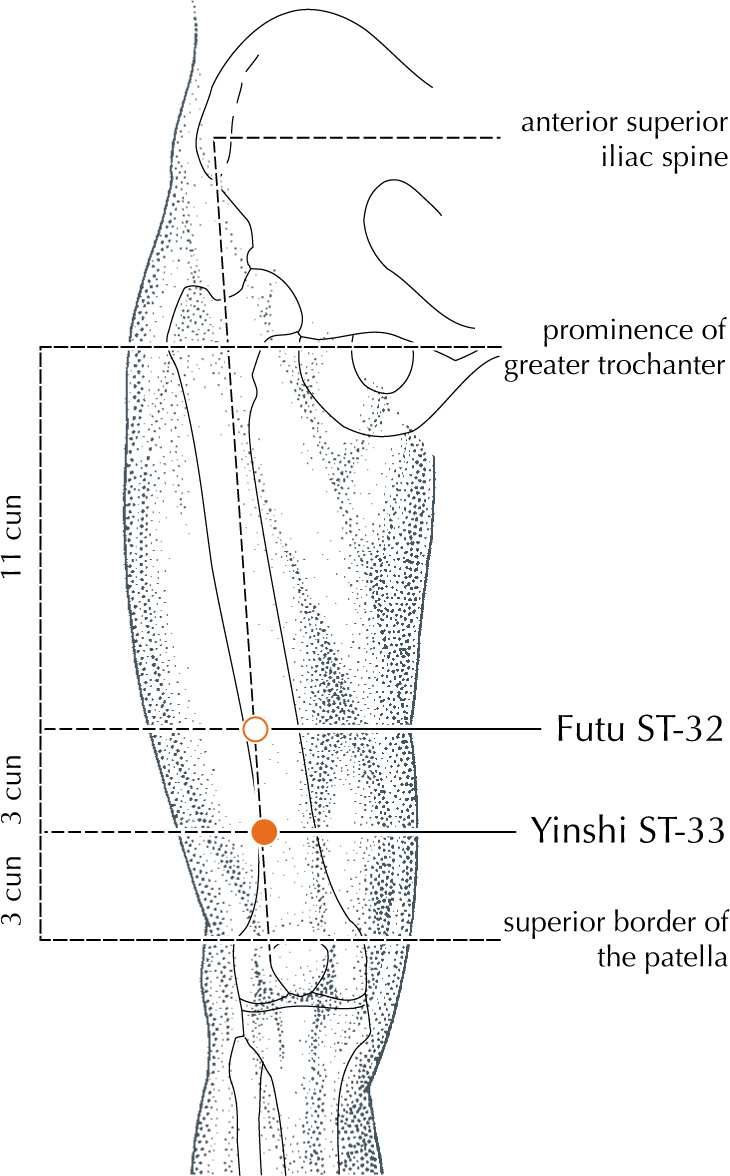 anterior superior
iliac spine
prominence of
greater trochanter
11 cun
Futu ST-32
3 cun
Yinshi ST-33
3 cun
superior border of
the patella